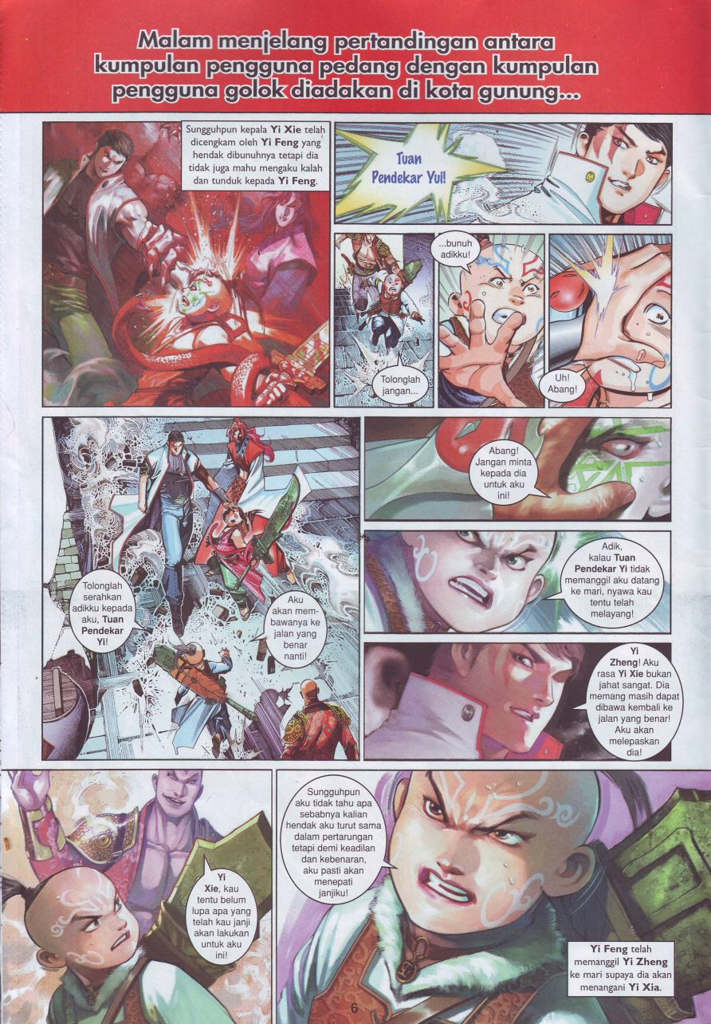 Malam menjelang pertandingan antara
kumpulan pengguna pedang dengan kumpulan
pengguna golok diadakan di kota gunung...
Sungguhpun kepala Yi Xie telah
dicengkam oleh Yi Feng yang
hendak dibunuhnya tetapi dia
tidak juga mahu mengaku kalah
dan tunduk kepada Yi Feng.
Tuan
Pendekar Yui!
Tolonglah
jangan...
...bunuh
adikku!
Uh!
Abang!
Tolonglah
serahkan
adikku kepada
aku, Tuan
Pendekar
Yi!
Aku
akan mem-
bawanya ke
jalan yang
benar
nanti!
Abang!
Jangan minta
kepada dia
untuk aku
ini!
Adik,
kalau Tuan
Pendekar Yi tidak
memanggil aku datang
ke mari, nyawa kau
tentu telah
melayang!
Yi
Zheng! Aku
rasa Yi Xie bukan
jahat sangat. Dia
memang masih dapat
dibawa kembali ke
jalan yang benar!
Aku akan
melepaskan
dia!
Yi
Xie, kau
tentu belum
lupa apa yang
telah kau janji
akan lakukan
untuk aku
ini!
Sungguhpun
aku tidak tahu apa
sebabnya kalian
hendak aku turut sama
dalam pertarungan
tetapi demi keadilan
dan kebenaran,
aku pasti akan
menepati
janjiku!
Yi Feng telah
memanggil Yi Zheng
ke mari supaya dia akan
menangani Yi Xia.
6